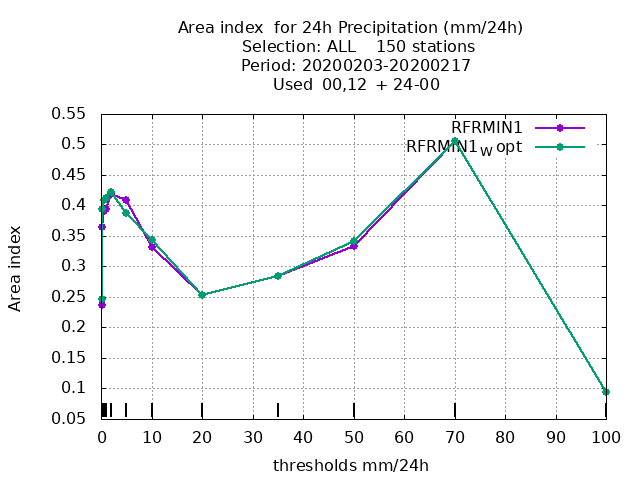 Area index  for 24h Precipitation (mm/24h)
Selection: ALL    150 stations
Period: 20200203-20200217
Used  00,12  + 24-00
RFRMIN1
RFRMIN1W opt
0.55
0.5
0.45
0.4
0.35
0.3
0.25
0.2
0.15
0.1
0.05
Area index
0 10 20 30 40 50 60 70 80 90 100
thresholds mm/24h